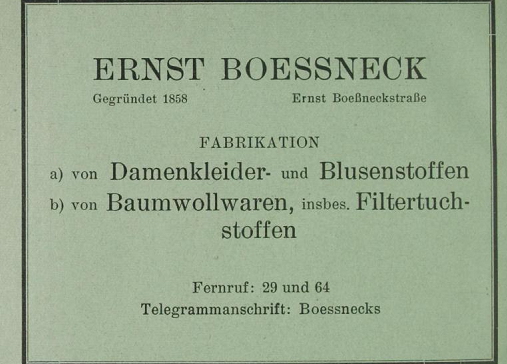 ERNST BOESSNECK
Gegründet 1858 Ernst Boeßneckstraße
FABRIKATION
a) von Damenkleider- und Blusenstoffen
b) von Baumwollwaren, insbes. Filtertuch-
stoffen
Fernruf: 29 und 64
Telegrammanschrift: Boessnecks